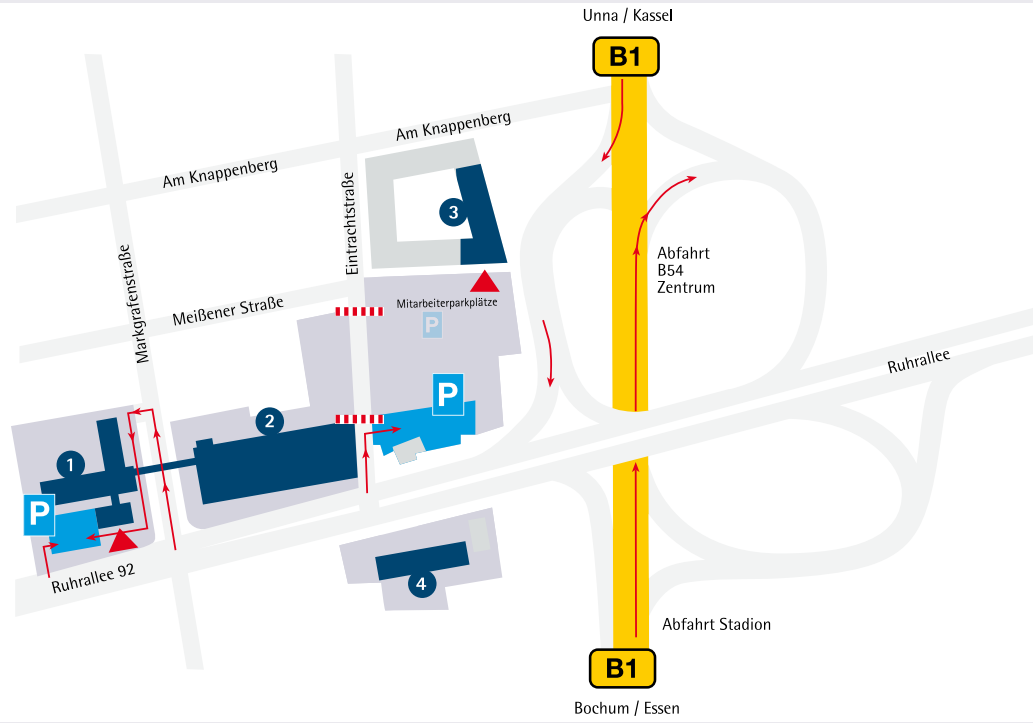 Unna / Kassel
B1
Am Knappenberg
Am Knappenberg
3
Eintrachtstraße
Markgrafenstraße
Abfahrt
B54
Zentrum
Meißener Straße
Mitarbeiterparkplätze
P
Ruhrallee
P
2
1
P
Ruhrallee 92
4
Abfahrt Stadion
B1
Bochum / Essen